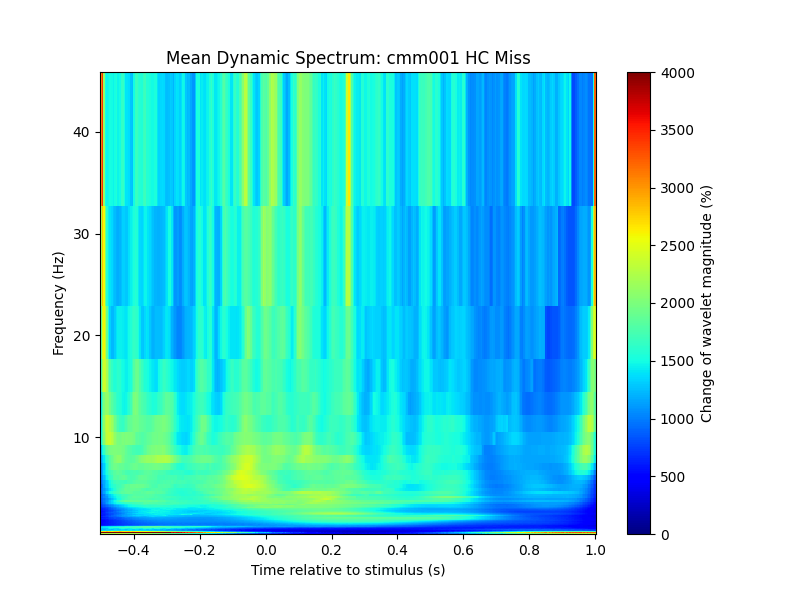 Mean Dynamic Spectrum: cmm001 HC Miss
40
30
20
10
Frequency (Hz)
−0.4 −0.2 0.0 0.2 0.4 0.6 0.8 1.0
Time relative to stimulus (s)
4000
3500
3000
2500
2000
1500
1000
500
0
Change of wavelet magnitude (%)